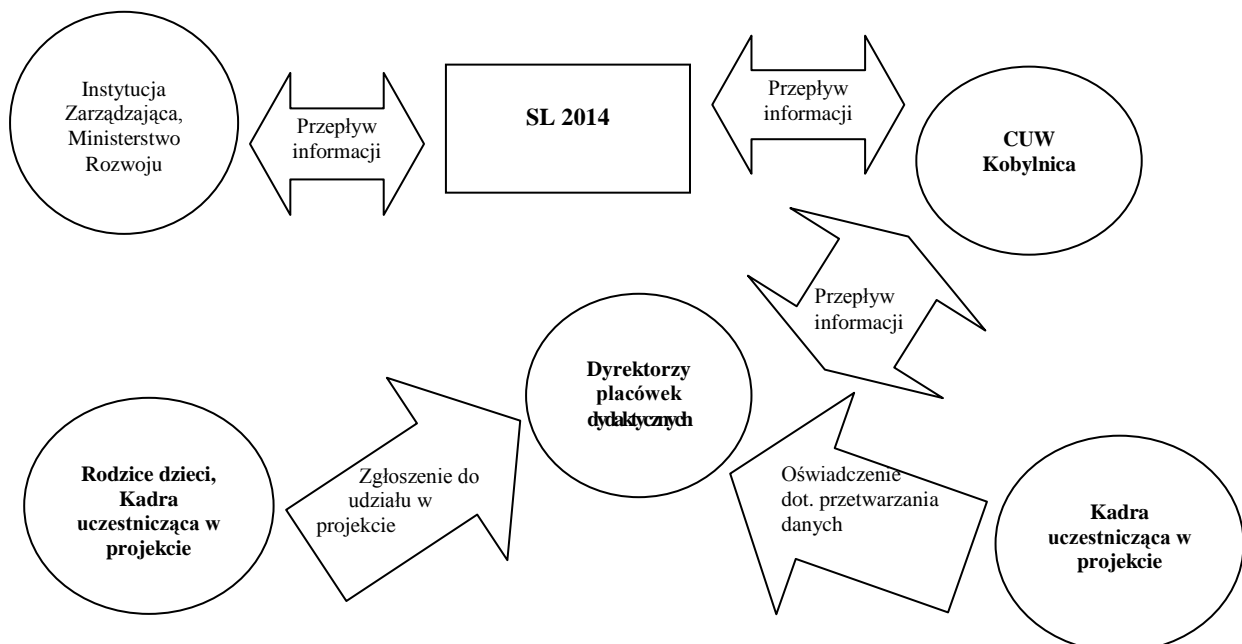 Instytucja
Zarządzająca,
Ministerstwo
Rozwoju
Przepływ
informacji
SL 2014
Przepływ
informacji
CUW
Kobylnica
Przepływ
informacji
Dyrektorzy
placówek
dydaktycznych
Rodzice dzieci,
Kadra
uczestnicząca w
projekcie
Zgłoszenie do
udziału w
projekcie
Oświadczenie
dot. przetwarzania
danych
Kadra
uczestnicząca w
projekcie